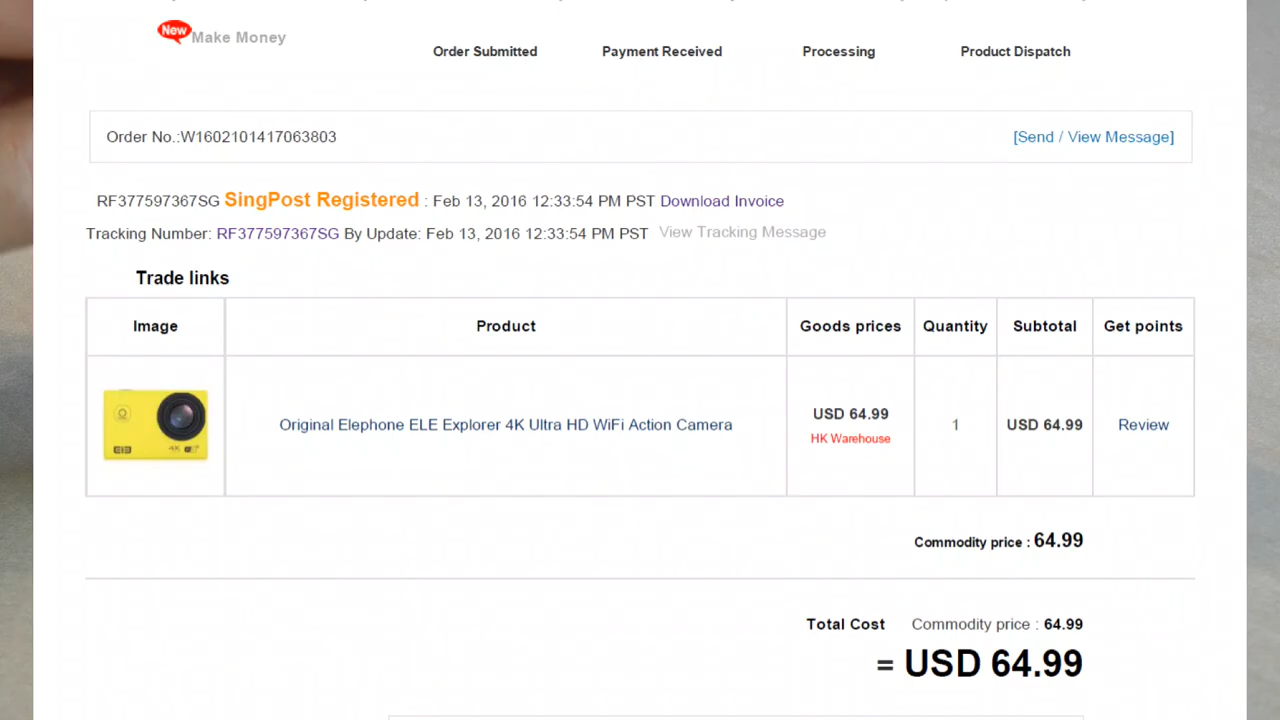 New Make Money
Order Submitted Payment Received Processing Product Dispatch
Order No.:W1602101417063803 [Send / View Message]
RF377597367SG SingPost Registered : Feb 13, 2016 12:33:54 PM PST Download Invoice
Tracking Number: RF377597367SG By Update: Feb 13, 2016 12:33:54 PM PST View Tracking Message
Trade links
Image Product Goods prices Quantity Subtotal Get points
Original Elephone ELE Explorer 4K Ultra HD WiFi Action Camera USD 64.99 1 USD 64.99 Review
HK Warehouse
Commodity price : 64.99
Total Cost Commodity price : 64.99
= USD 64.99